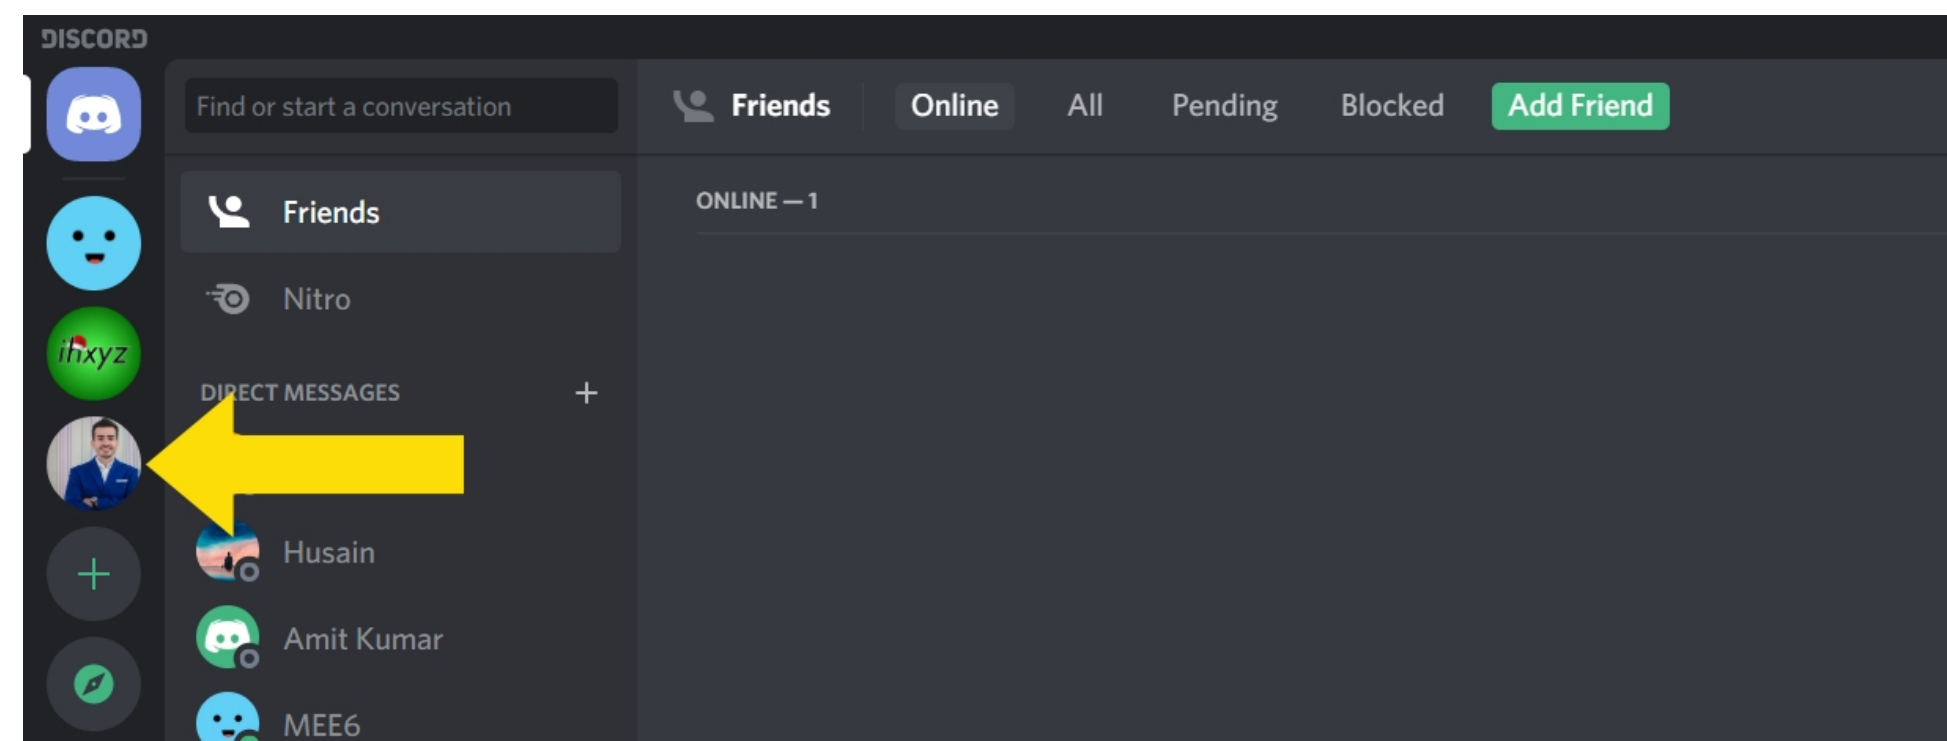 DISCORD
Find or start a conversation
Friends
Online
All
Pending
Blocked
Add Friend
Friends
ONLINE — 1
Nitro
ihxyz
DIRECT MESSAGES
Husain
Amit Kumar
MEE6